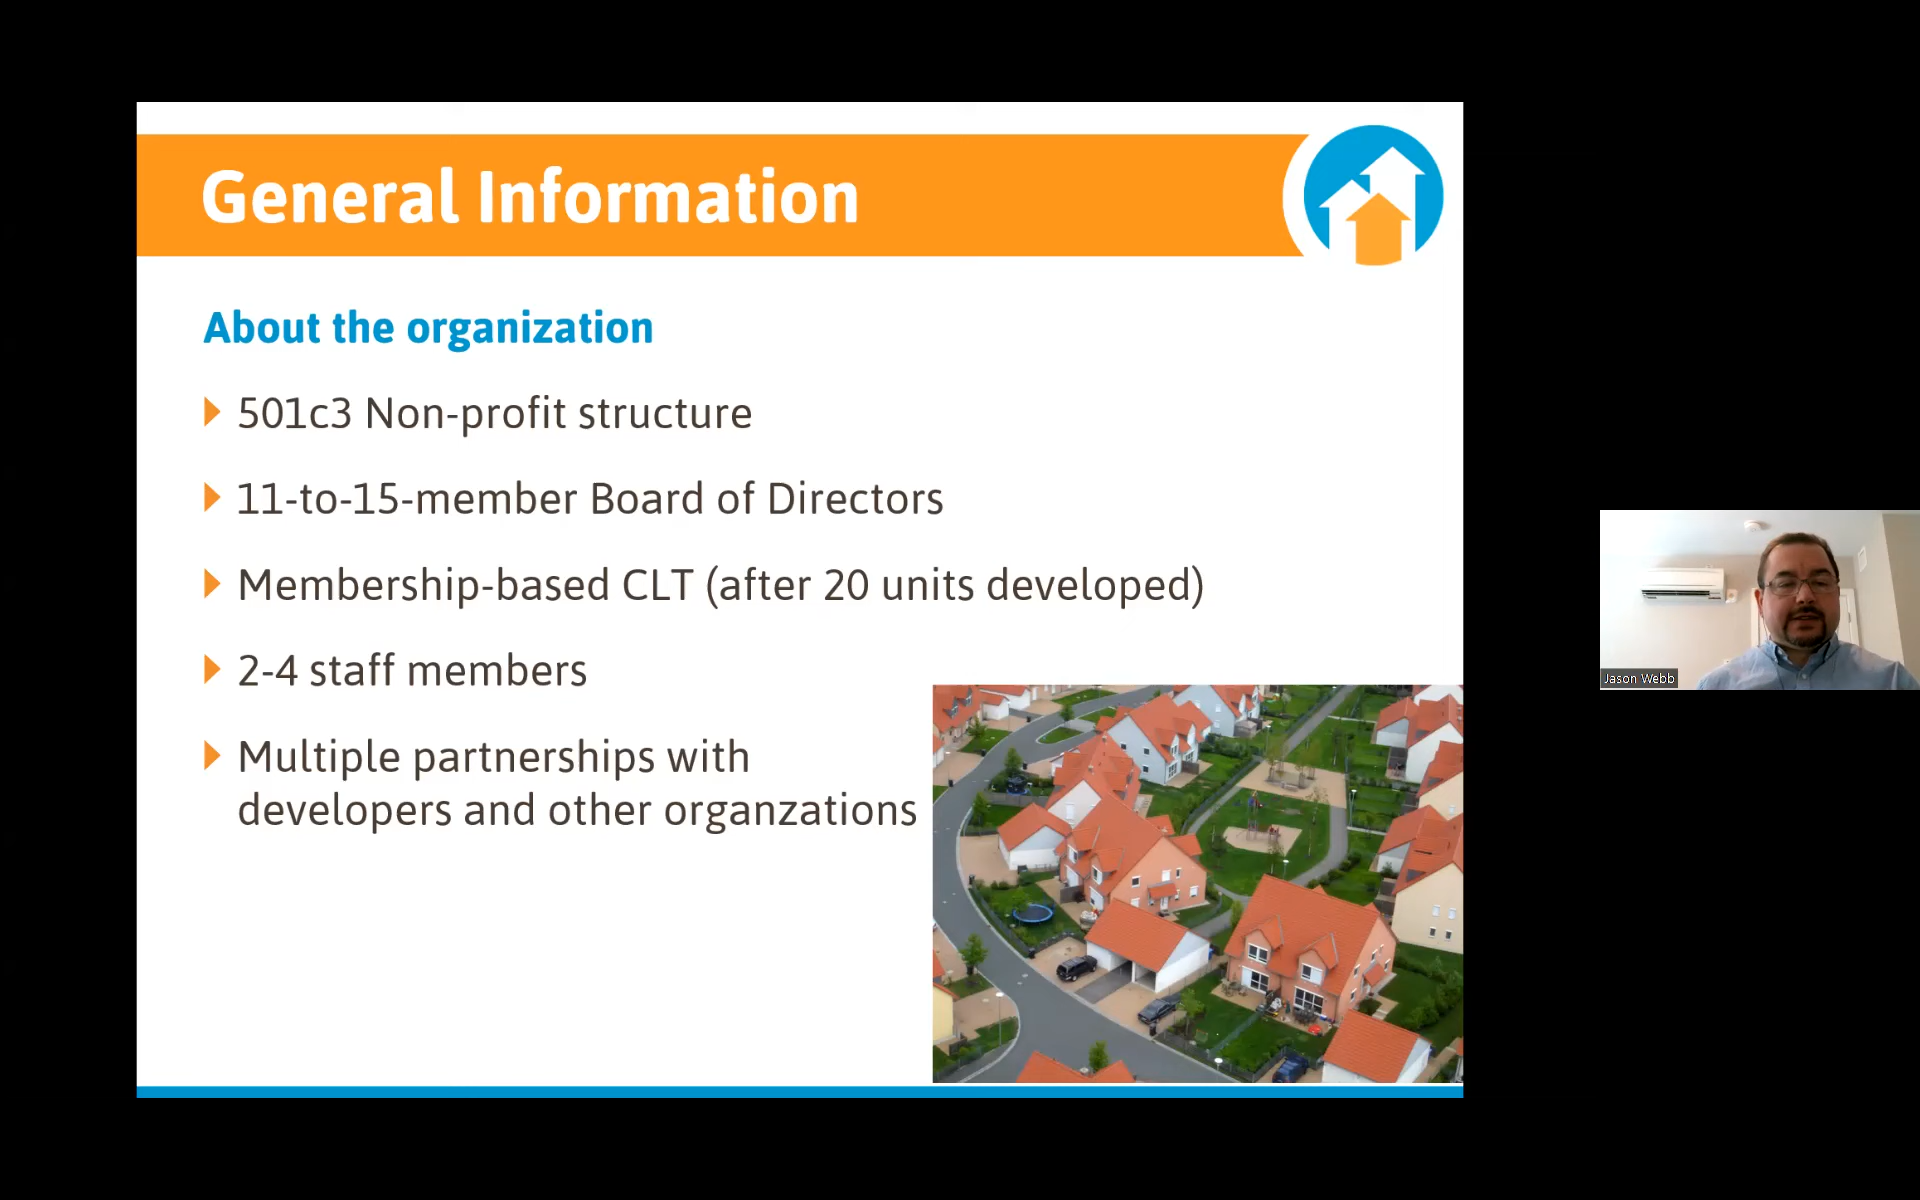 General Information
About the organization
501c3 Non-profit structure
11-to-15-member Board of Directors
Membership-based CLT (after 20 units developed)
2-4 staff members
Multiple partnerships with
developers and other organzations
Jason Webb